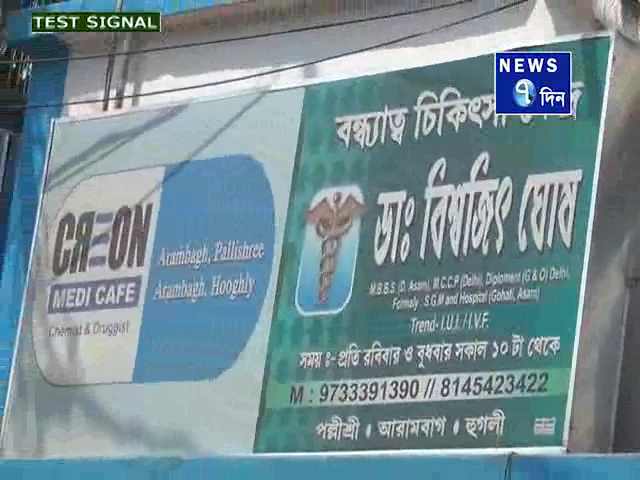 TEST SIGNAL
NEWS
৭ দিন
CREON
MEDI CAFE
Chemist & Druggist
Arambagh, Pallishree
Arambagh, Hooghly
বন্ধ্যাত্ব চিকিৎসা
ডাঃ বিশ্বজিৎ ঘোষ
M.B.B.S (D. Asam), M.C.C.P (Delhi), Diploment (G & O) Delhi,
Formaly . S.G.M and Hospital (Gohati, Asam)
Trend- I.U.I. / I.V.F.
সময় ঃ- প্রতি রবিবার ও বুধবার সকাল ১০ টা থেকে
M : 9733391390 // 8145423422
পল্লীশ্রী • আরামবাগ • হুগলী